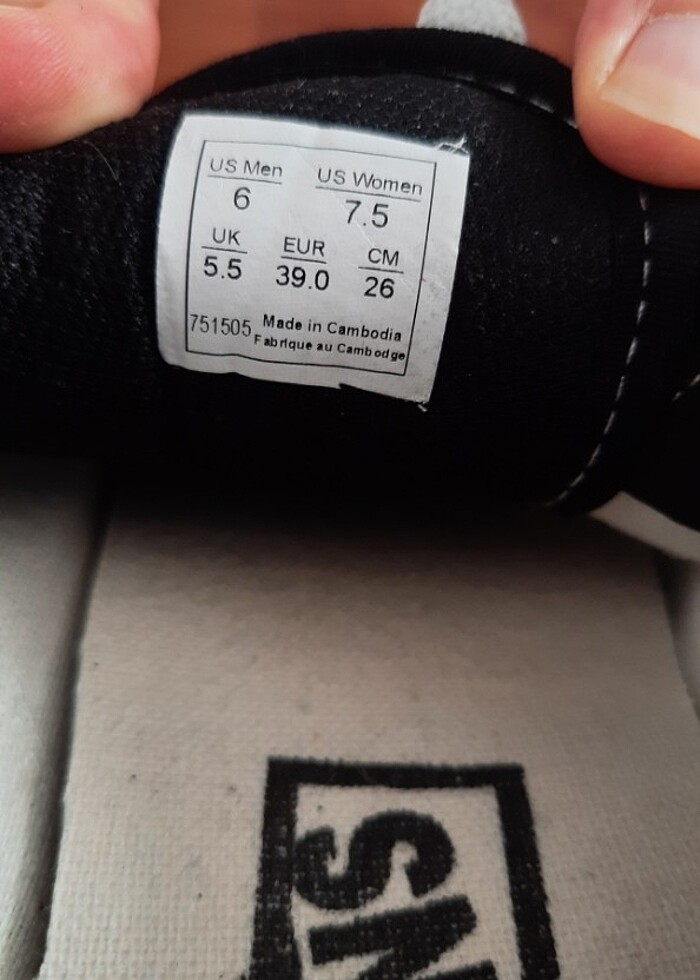 US Men US Women
6 7.5
UK EUR CM
5.5 39.0 26
751505 Made in Cambodia
Fabrique au Cambodge
NS